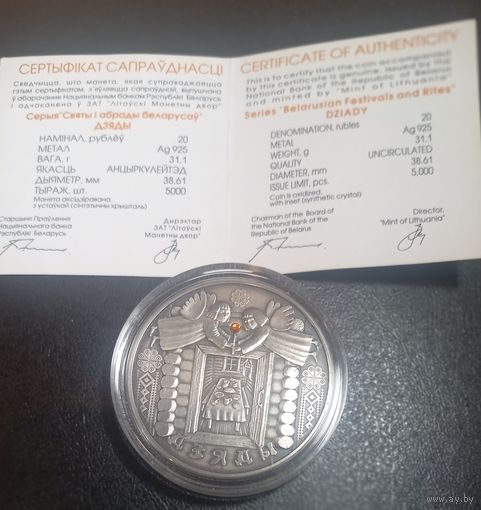 СЕРТЫФІКАТ САПРАЎДНАСЦІ
Сведчыцца, што манета, якая суправаджаецца
гэтым сертыфікатам, з'яўляецца сапраўднай, выпушчана
ў абарачэнне Нацыянальным банкам Рэспублікі Беларусь
і адчаканена ў ЗАТ "Літоўскі Манетны двор"
Серыя "Святы і абрады беларусаў"
ДЗЯДЫ
НАМІНАЛ, рублёў 20
МЕТАЛ Ag 925
ВАГА, г 31.1
ЯКАСЦЬ АНЦЫРКУЛЕЙТЭД
ДЫЯМЕТР, мм 38,61
ТЫРАЖ, шт. 5000
Манета аксідзіравана,
з устаўкай (сінтэтычны крышталь)
Старшыня Праўлення
Нацыянальнага банка
Рэспублікі Беларусь
Дырэктар
ЗАТ "Літоўскі
Манетны двор"
CERTIFICATE OF AUTHENTICITY
This is to certify that the coin accompanied
by this certificate is genuine, issued by the
National Bank of the Republic of Belarus
and minted by "Mint of Lithuania"
Series "Belarusian Festivals and Rites"
DZIADY
DENOMINATION, rubles 20
METAL Ag 925
WEIGHT, g 31.1
QUALITY UNCIRCULATED
DIAMETER, mm 38.61
ISSUE LIMIT, pcs. 5,000
Coin is oxidized,
with inset (synthetic crystal)
Chairman of the Board of
the National Bank of the
Republic of Belarus
Director,
"Mint of Lithuania"
ДЗЯДЫ
www.ay.by